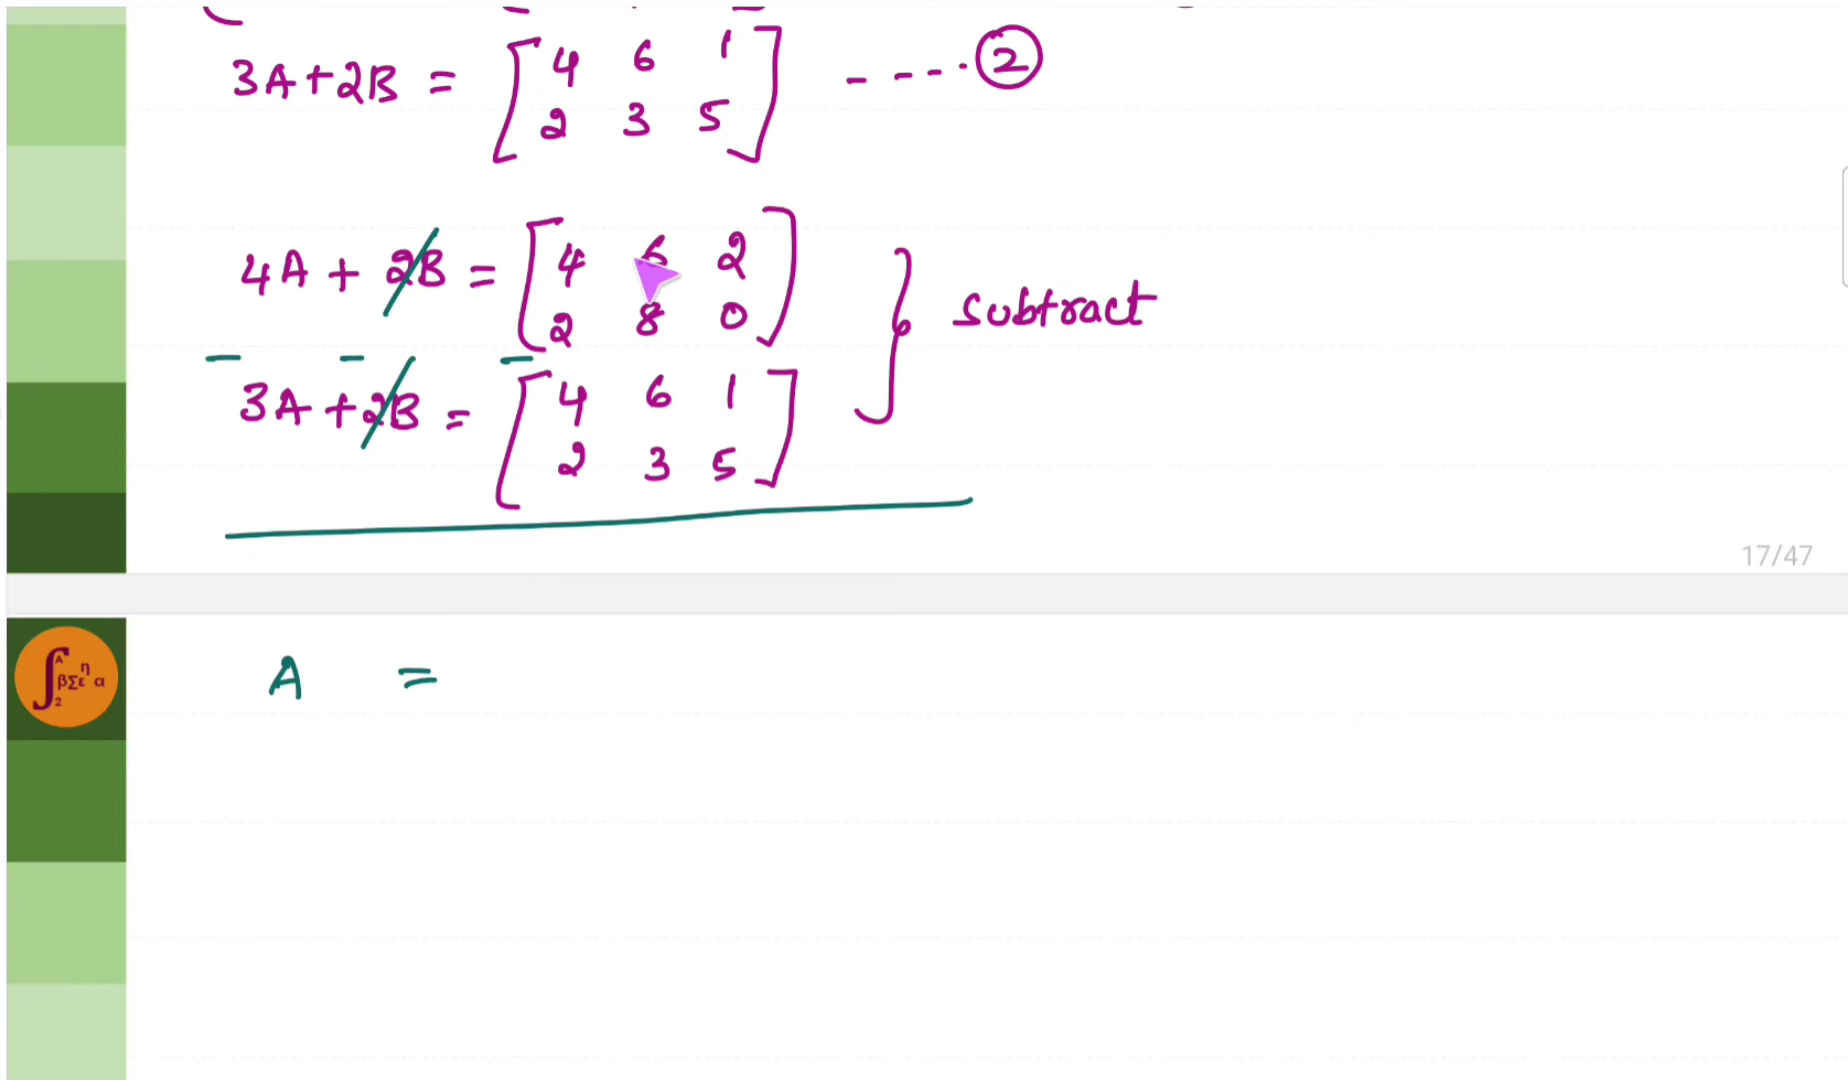 3A+2B = [ 4 6 1 ----②
2 3 5 ]
4A + 2B = [ 4 6 2
2 8 0 ] } subtract
3A + 2B = [ 4 6 1
2 3 5 ]
17/47
A =